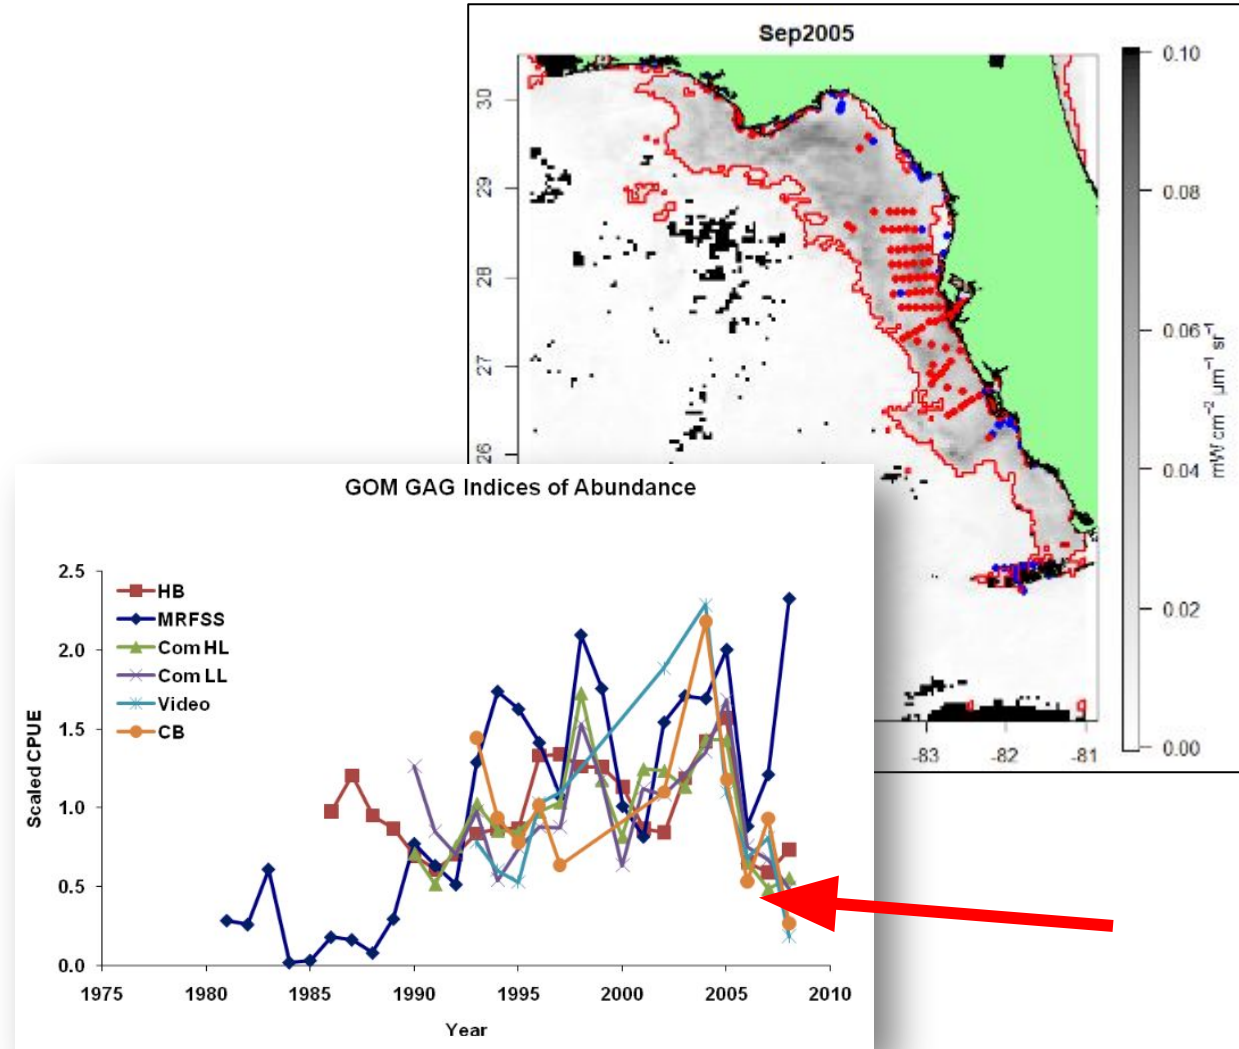 Sep2005
30
29
28
27
26
-83
-82
-81
0.10
0.08
0.06
0.04
0.02
0.00
mW cm⁻² μm⁻¹ sr⁻¹
GOM GAG Indices of Abundance
2.5
2.0
1.5
1.0
0.5
0.0
Scaled CPUE
HB
MRFSS
Com HL
Com LL
Video
CB
1975 1980 1985 1990 1995 2000 2005 2010
Year